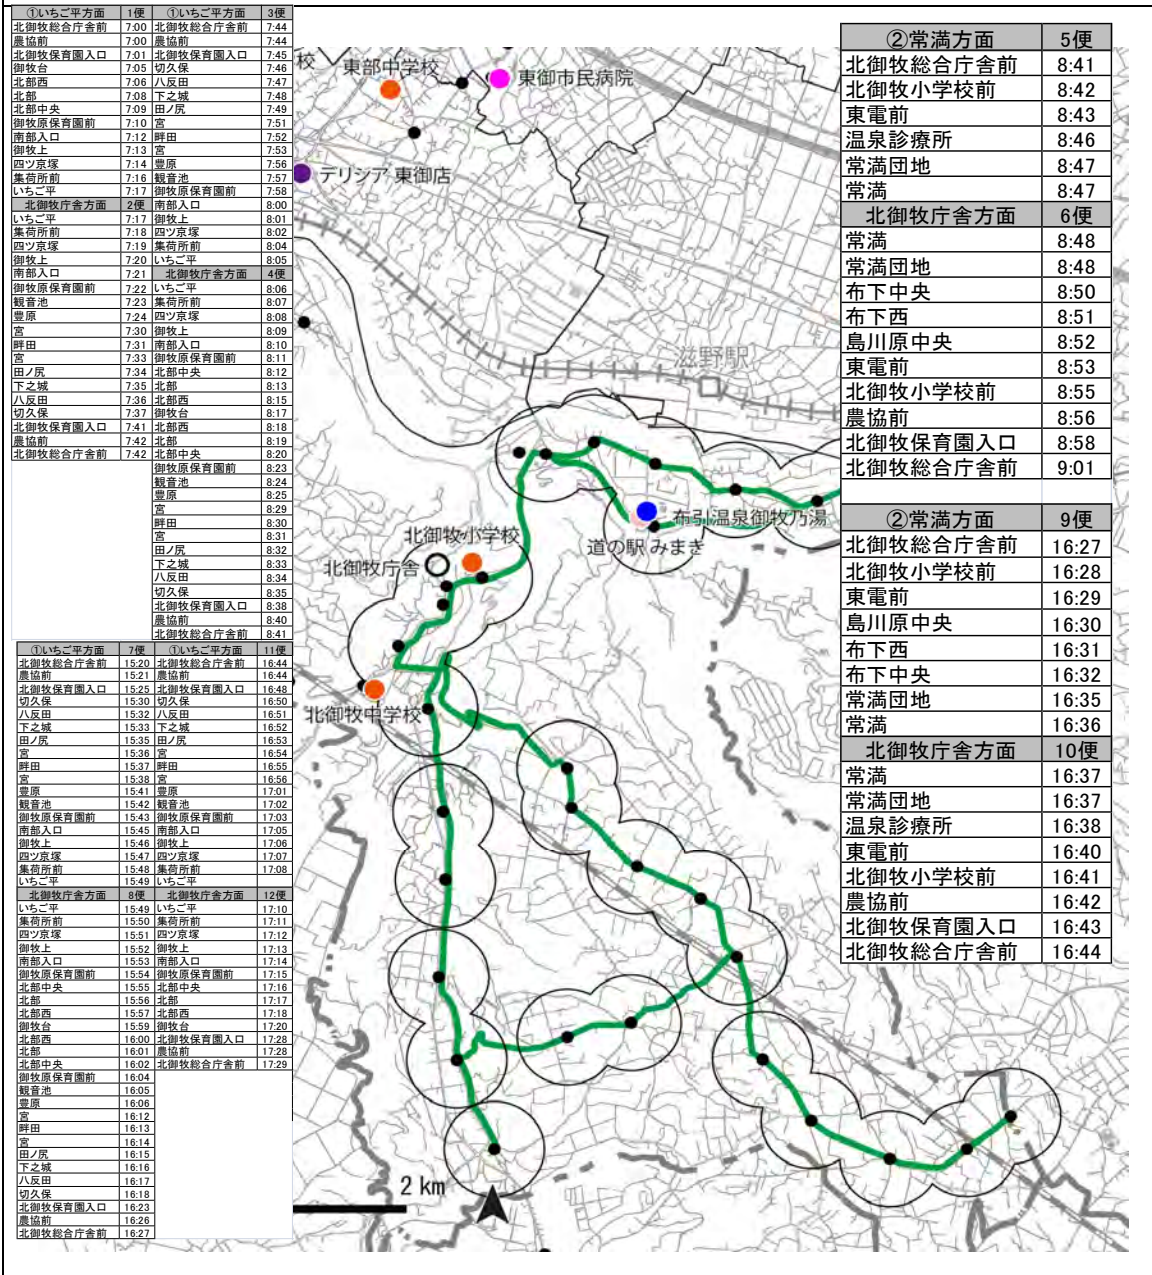 ①いちご平方面 1便
北御牧総合庁舎前 7:00
農協前 7:00
北御牧保育園入口 7:01
御牧台 7:05
北部西 7:06
北部 7:08
北部中央 7:09
御牧原保育園前 7:10
南部入口 7:12
御牧上 7:13
四ツ京塚 7:14
集荷所前 7:16
いちご平 7:17
北御牧庁舎方面 2便
いちご平 7:17
集荷所前 7:18
四ツ京塚 7:19
御牧上 7:20
南部入口 7:21
御牧原保育園前 7:22
観音池 7:23
豊原 7:24
宮 7:30
畔田 7:31
宮 7:33
田ノ尻 7:34
下之城 7:35
八反田 7:36
切久保 7:37
北御牧保育園入口 7:41
農協前 7:42
北御牧総合庁舎前 7:42
①いちご平方面 3便
北御牧総合庁舎前 7:44
農協前 7:44
北御牧保育園入口 7:45
切久保 7:46
八反田 7:47
下之城 7:48
田ノ尻 7:49
宮 7:51
畔田 7:52
宮 7:53
豊原 7:56
観音池 7:57
御牧原保育園前 7:58
南部入口 8:00
御牧上 8:01
四ツ京塚 8:02
集荷所前 8:04
いちご平 8:05
北御牧庁舎方面 4便
いちご平 8:06
集荷所前 8:07
四ツ京塚 8:08
御牧上 8:09
南部入口 8:10
御牧原保育園前 8:11
北部中央 8:12
北部 8:13
北部西 8:15
御牧台 8:17
北部西 8:18
北部 8:19
北部中央 8:20
御牧原保育園前 8:23
観音池 8:24
豊原 8:25
宮 8:29
畔田 8:30
宮 8:31
田ノ尻 8:32
下之城 8:33
八反田 8:34
切久保 8:35
北御牧保育園入口 8:38
農協前 8:40
北御牧総合庁舎前 8:41
①いちご平方面 7便
北御牧総合庁舎前 15:20
農協前 15:21
北御牧保育園入口 15:25
切久保 15:30
八反田 15:32
下之城 15:33
田ノ尻 15:35
宮 15:36
畔田 15:37
宮 15:38
豊原 15:41
観音池 15:42
御牧原保育園前 15:43
南部入口 15:45
御牧上 15:46
四ツ京塚 15:47
集荷所前 15:48
いちご平 15:49
北御牧庁舎方面 8便
いちご平 15:49
集荷所前 15:50
四ツ京塚 15:51
御牧上 15:52
南部入口 15:53
御牧原保育園前 15:54
北部中央 15:55
北部 15:56
北部西 15:57
御牧台 15:59
北部西 16:00
北部 16:01
北部中央 16:02
御牧原保育園前 16:04
観音池 16:05
豊原 16:06
宮 16:12
畔田 16:13
宮 16:14
田ノ尻 16:15
下之城 16:16
八反田 16:17
切久保 16:18
北御牧保育園入口 16:23
農協前 16:26
北御牧総合庁舎前 16:27
①いちご平方面 11便
北御牧総合庁舎前 16:44
農協前 16:44
北御牧保育園入口 16:48
切久保 16:50
八反田 16:51
下之城 16:52
田ノ尻 16:53
宮 16:54
畔田 16:55
宮 16:56
豊原 17:01
観音池 17:02
御牧原保育園前 17:03
南部入口 17:05
御牧上 17:06
四ツ京塚 17:07
集荷所前 17:08
いちご平
北御牧庁舎方面 12便
いちご平 17:10
集荷所前 17:11
四ツ京塚 17:12
御牧上 17:13
南部入口 17:14
御牧原保育園前 17:15
北部中央 17:16
北部 17:17
北部西 17:18
御牧台 17:20
北御牧保育園入口 17:28
農協前 17:28
北御牧総合庁舎前 17:29
校
東部中学校
東御市民病院
デリシア 東御店
滋野駅
布引温泉御牧乃湯
道の駅 みまき
北御牧小学校
北御牧庁舎
北御牧中学校
2 km
②常満方面 5便
北御牧総合庁舎前 8:41
北御牧小学校前 8:42
東電前 8:43
温泉診療所 8:46
常満団地 8:47
常満 8:47
北御牧庁舎方面 6便
常満 8:48
常満団地 8:48
布下中央 8:50
布下西 8:51
島川原中央 8:52
東電前 8:53
北御牧小学校前 8:55
農協前 8:56
北御牧保育園入口 8:58
北御牧総合庁舎前 9:01
②常満方面 9便
北御牧総合庁舎前 16:27
北御牧小学校前 16:28
東電前 16:29
島川原中央 16:30
布下西 16:31
布下中央 16:32
常満団地 16:35
常満 16:36
北御牧庁舎方面 10便
常満 16:37
常満団地 16:37
温泉診療所 16:38
東電前 16:40
北御牧小学校前 16:41
農協前 16:42
北御牧保育園入口 16:43
北御牧総合庁舎前 16:44